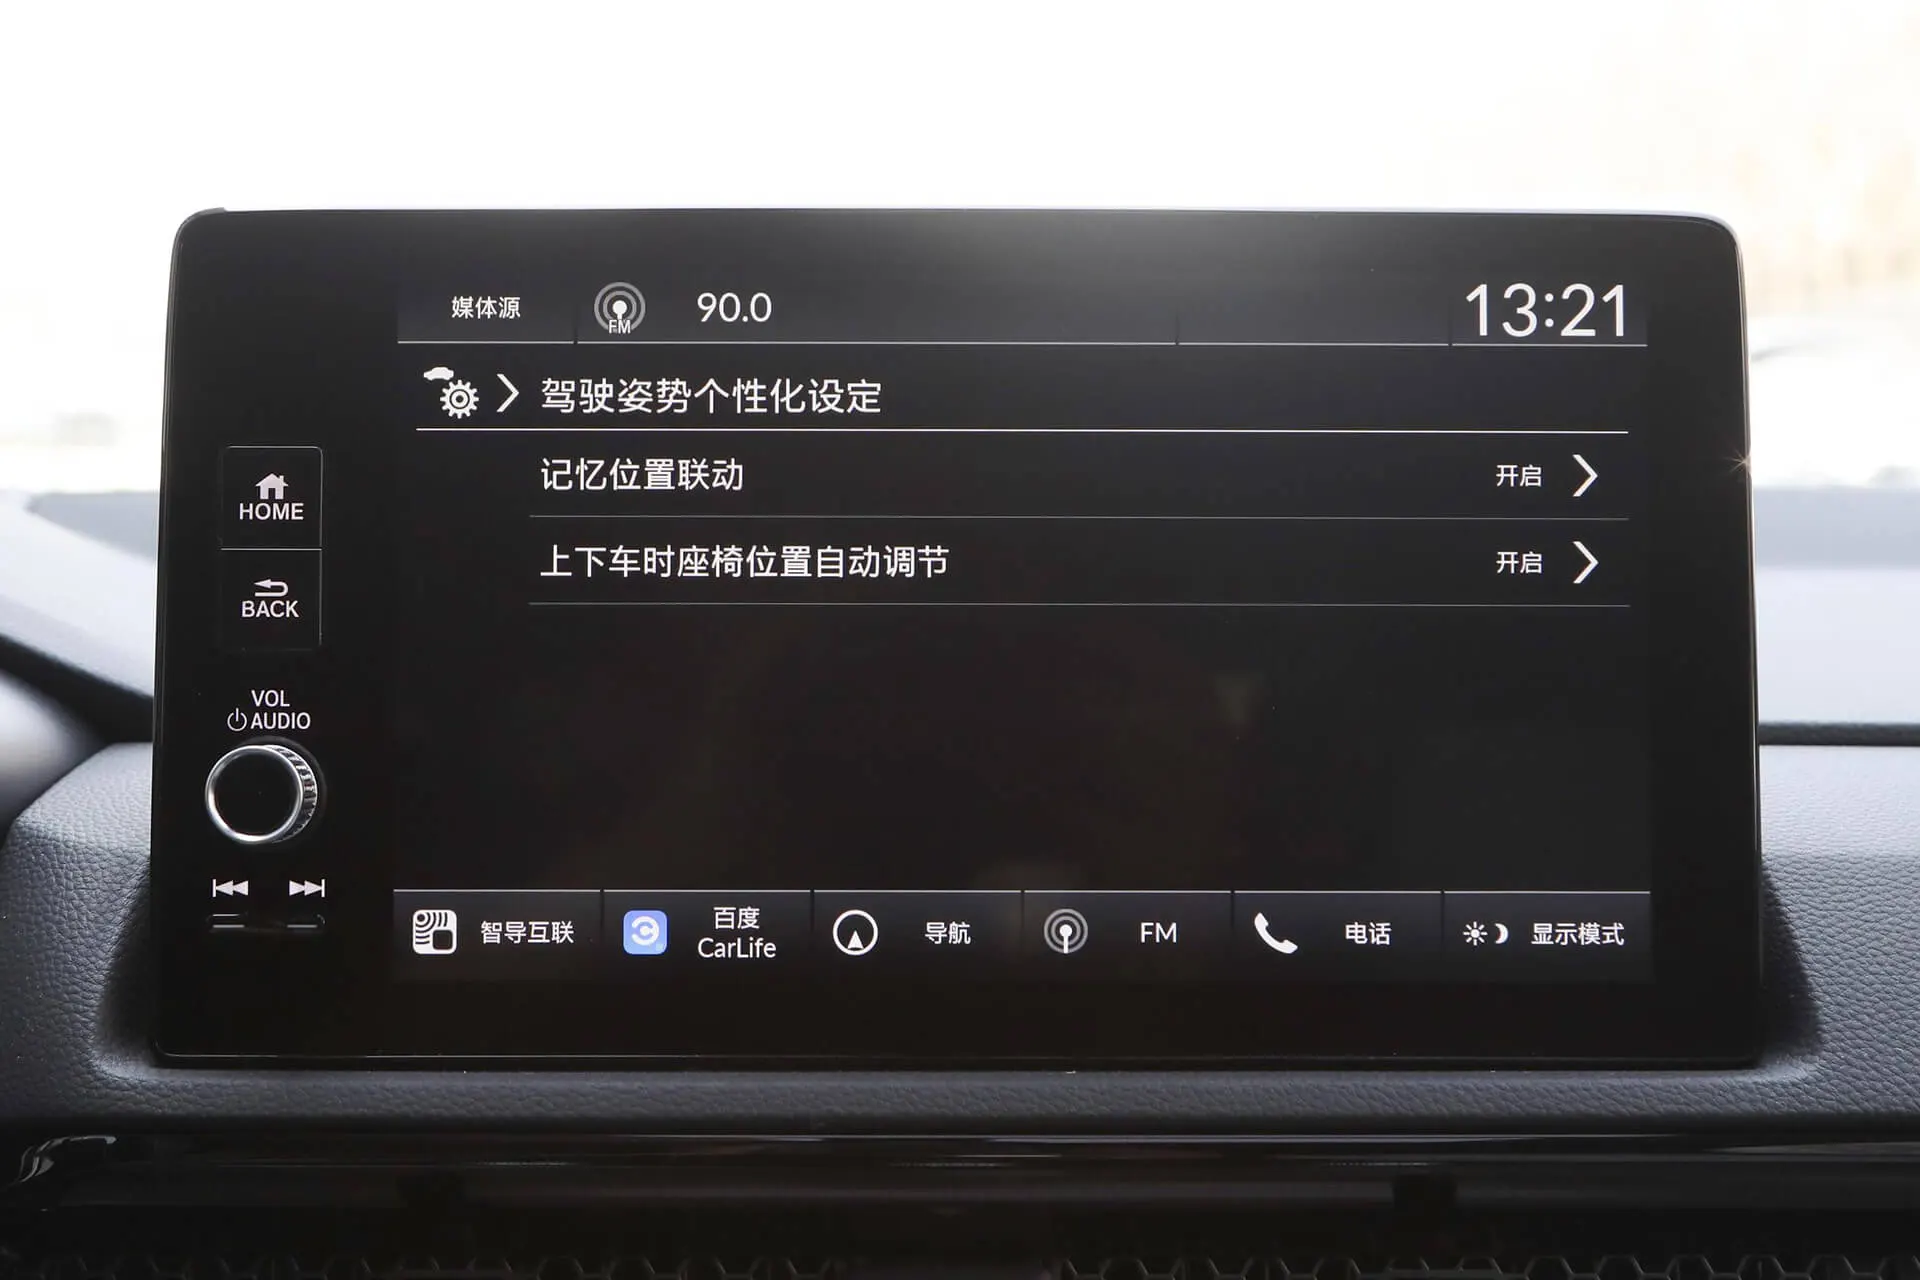 媒体源 FM 90.0 13:21
驾驶姿势个性化设定
记忆位置联动 开启
上下车时座椅位置自动调节 开启
HOME
BACK
VOL
AUDIO
智导互联
百度
CarLife
导航
FM
电话
显示模式